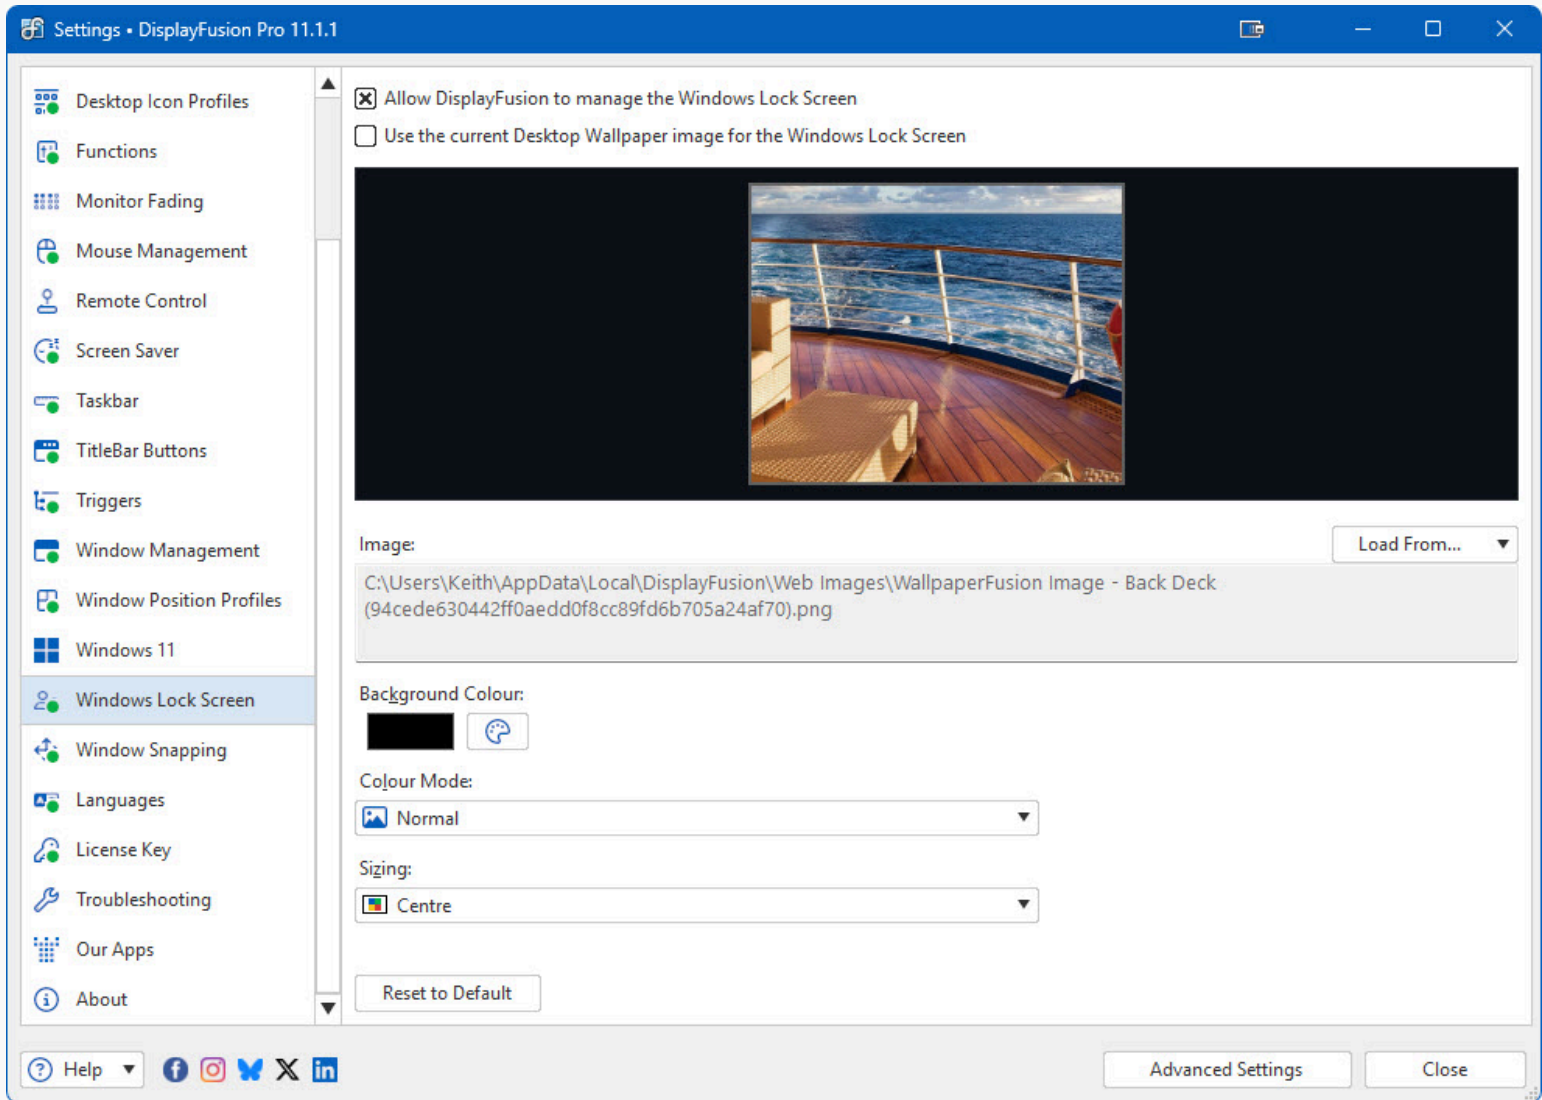 Settings • DisplayFusion Pro 11.1.1
Desktop Icon Profiles
Functions
Monitor Fading
Mouse Management
Remote Control
Screen Saver
Taskbar
TitleBar Buttons
Triggers
Window Management
Window Position Profiles
Windows 11
Windows Lock Screen
Window Snapping
Languages
License Key
Troubleshooting
Our Apps
About
Allow DisplayFusion to manage the Windows Lock Screen
Use the current Desktop Wallpaper image for the Windows Lock Screen
Image:
Load From...
C:\Users\Keith\AppData\Local\DisplayFusion\Web Images\WallpaperFusion Image - Back Deck
(94cede630442ff0aedd0f8cc89fd6b705a24af70).png
Background Colour:
Colour Mode:
Normal
Sizing:
Centre
Reset to Default
Help
Advanced Settings
Close